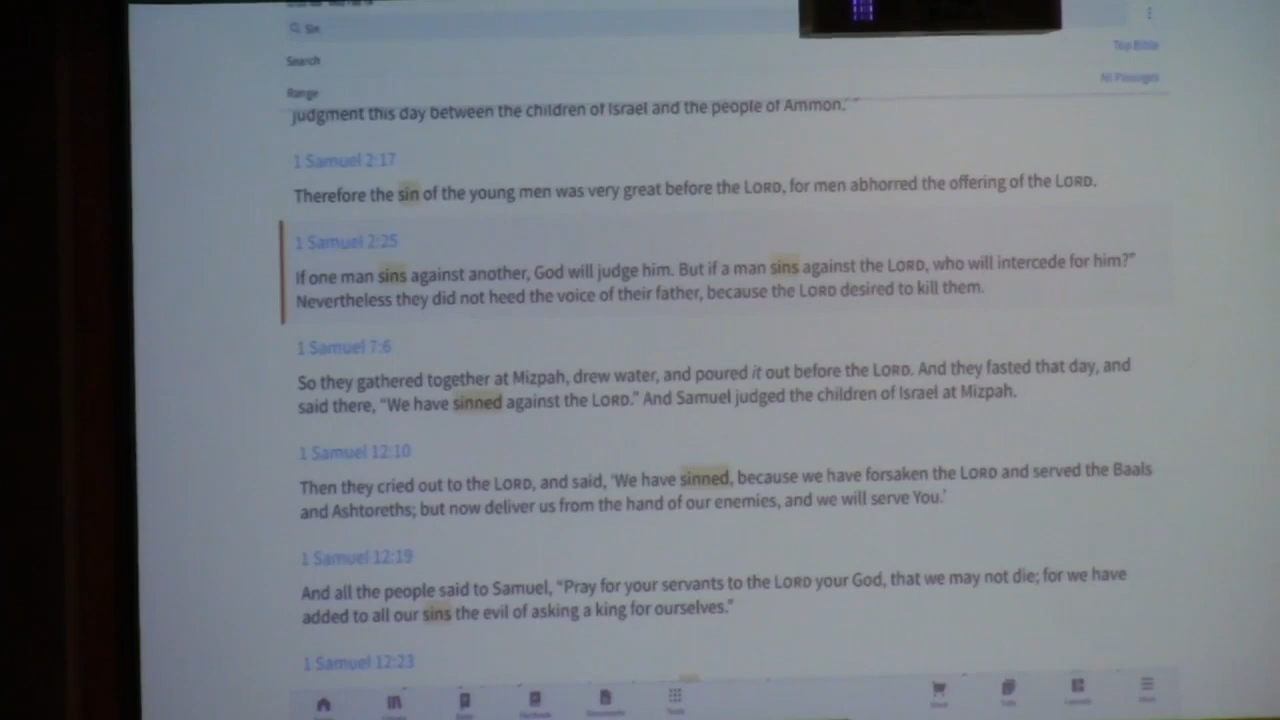 Sin
Search
Top Bible
Range
All Passages
judgment this day between the children of Israel and the people of Ammon.’ ”
1 Samuel 2:17
Therefore the sin of the young men was very great before the LORD, for men abhorred the offering of the LORD.
1 Samuel 2:25
If one man sins against another, God will judge him. But if a man sins against the LORD, who will intercede for him?”
Nevertheless they did not heed the voice of their father, because the LORD desired to kill them.
1 Samuel 7:6
So they gathered together at Mizpah, drew water, and poured it out before the LORD. And they fasted that day, and
said there, “We have sinned against the LORD.” And Samuel judged the children of Israel at Mizpah.
1 Samuel 12:10
Then they cried out to the LORD, and said, ‘We have sinned, because we have forsaken the LORD and served the Baals
and Ashtoreths; but now deliver us from the hand of our enemies, and we will serve You.’
1 Samuel 12:19
And all the people said to Samuel, “Pray for your servants to the LORD your God, that we may not die; for we have
added to all our sins the evil of asking a king for ourselves.”
1 Samuel 12:23